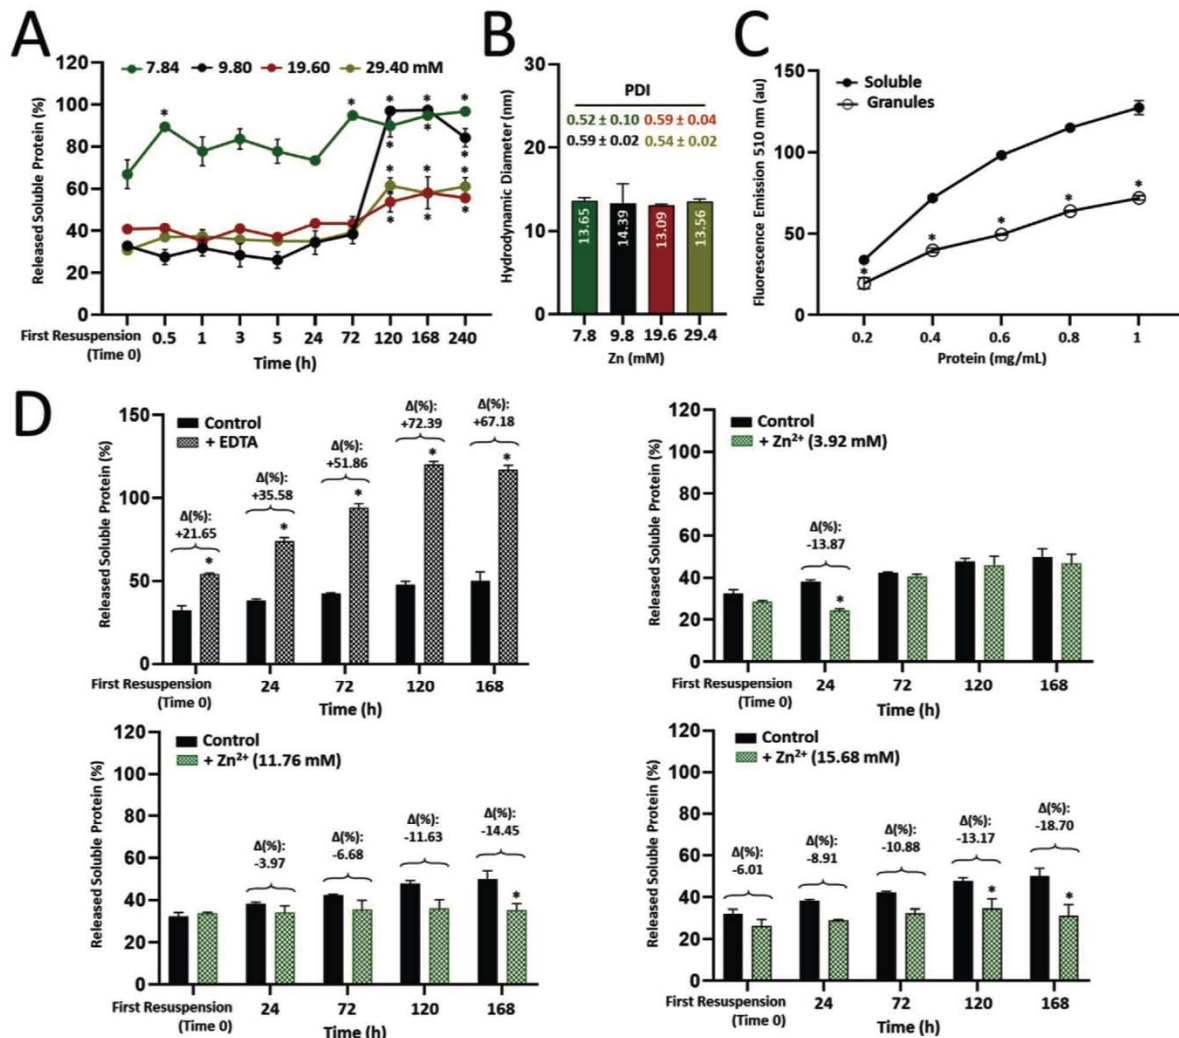 A
7.84 9.80 19.60 29.40 mM
Released Soluble Protein (%)
120
100
80
60
40
20
0
* * * * * * * * * * * * *
First Resuspension
(Time 0)
0.5 1 3 5 24 72 120 168 240
Time (h)
B
Hydrodynamic Diameter (nm)
30
20
10
0
PDI
0.52 ± 0.10 0.59 ± 0.04
0.59 ± 0.02 0.54 ± 0.02
13.65 14.39 13.09 13.56
7.8 9.8 19.6 29.4
Zn (mM)
C
Fluorescence Emission 510 nm (au)
150
100
50
0
Soluble
Granules
* * * * *
0.2 0.4 0.6 0.8 1
Protein (mg/mL)
D
Released Soluble Protein (%)
150
100
50
0
Control
+ EDTA
Δ(%):
+21.65
*
Δ(%):
+35.58
*
Δ(%):
+51.86
*
Δ(%):
+72.39
*
Δ(%):
+67.18
*
First Resuspension
(Time 0)
24 72 120 168
Time (h)
Released Soluble Protein (%)
120
100
80
60
40
20
0
Control
+ Zn²⁺ (3.92 mM)
Δ(%):
-13.87
*
First Resuspension
(Time 0)
24 72 120 168
Time (h)
Released Soluble Protein (%)
120
100
80
60
40
20
0
Control
+ Zn²⁺ (11.76 mM)
Δ(%):
-3.97
Δ(%):
-6.68
Δ(%):
-11.63
Δ(%):
-14.45
*
First Resuspension
(Time 0)
24 72 120 168
Time (h)
Released Soluble Protein (%)
120
100
80
60
40
20
0
Control
+ Zn²⁺ (15.68 mM)
Δ(%):
-6.01
Δ(%):
-8.91
Δ(%):
-10.88
Δ(%):
-13.17
*
Δ(%):
-18.70
*
First Resuspension
(Time 0)
24 72 120 168
Time (h)